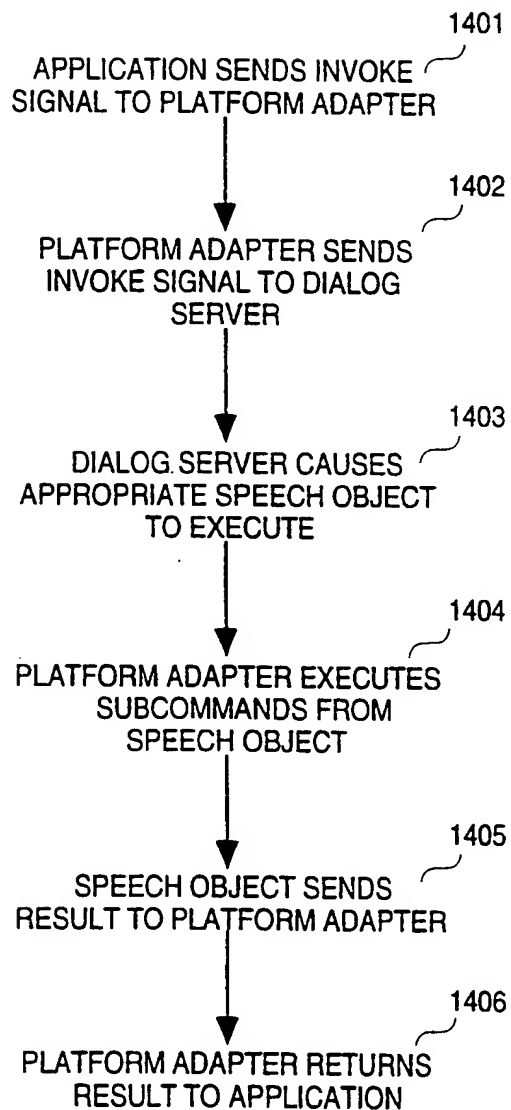 1401
APPLICATION SENDS INVOKE
SIGNAL TO PLATFORM ADAPTER
1402
PLATFORM ADAPTER SENDS
INVOKE SIGNAL TO DIALOG
SERVER
1403
DIALOG SERVER CAUSES
APPROPRIATE SPEECH OBJECT
TO EXECUTE
1404
PLATFORM ADAPTER EXECUTES
SUBCOMMANDS FROM
SPEECH OBJECT
1405
SPEECH OBJECT SENDS
RESULT TO PLATFORM ADAPTER
1406
PLATFORM ADAPTER RETURNS
RESULT TO APPLICATION